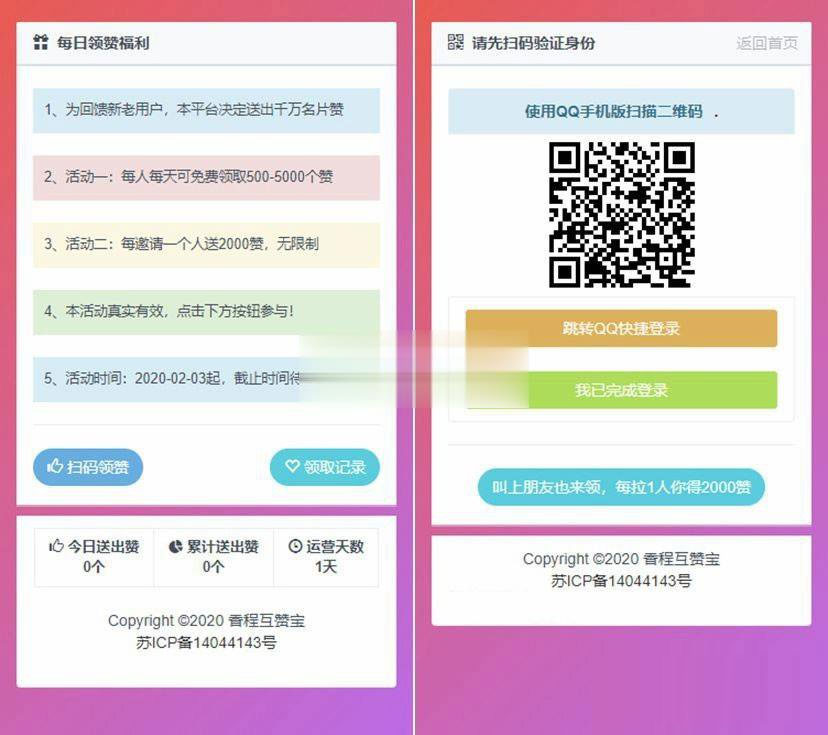 每日领赞福利
1、为回馈新老用户，本平台决定送出千万名片赞
2、活动一：每人每天可免费领取500-5000个赞
3、活动二：每邀请一个人送2000赞，无限制
4、本活动真实有效，点击下方按钮参与！
5、活动时间：2020-02-03起，截止时间
扫码领赞
领取记录
今日送出赞
0个
累计送出赞
0个
运营天数
1天
Copyright ©2020 香程互赞宝
苏ICP备14044143号
请先扫码验证身份
返回首页
使用QQ手机版扫描二维码 .
跳转QQ快捷登录
我已完成登录
叫上朋友也来领，每拉1人你得2000赞
Copyright ©2020 香程互赞宝
苏ICP备14044143号